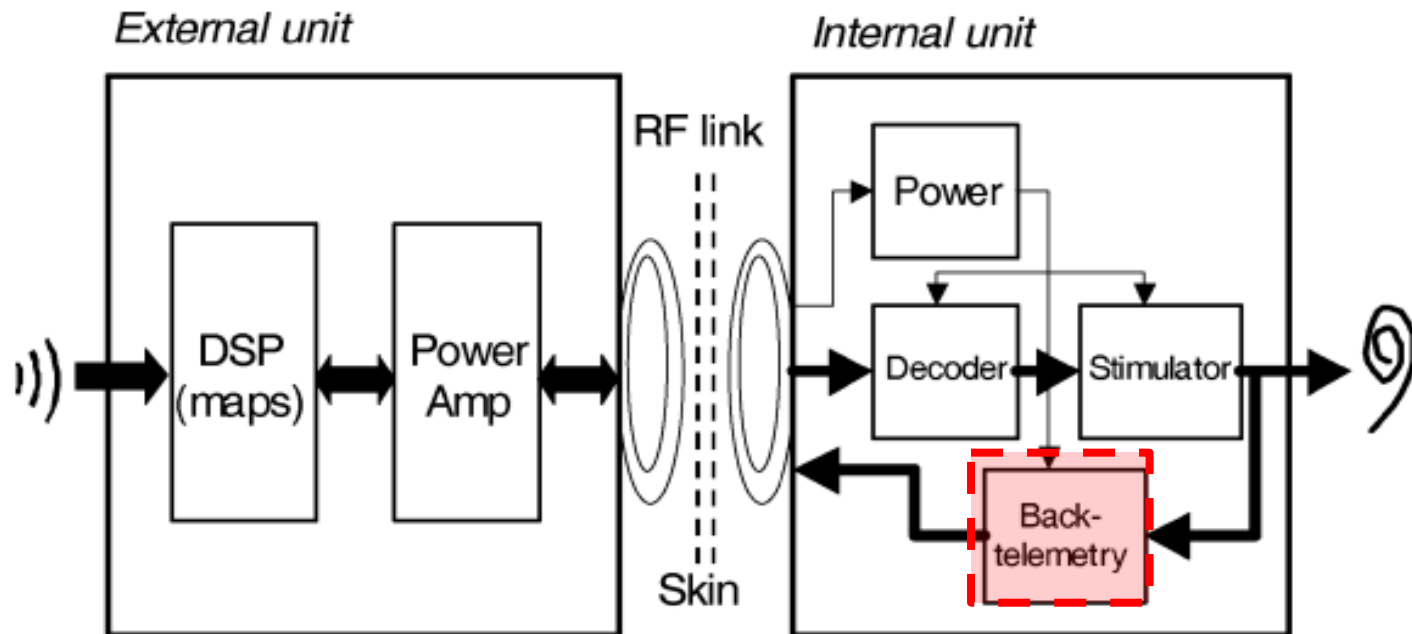 External unit
Internal unit
RF link
Power
DSP
(maps)
Power
Amp
Decoder
Stimulator
Back-
telemetry
Skin